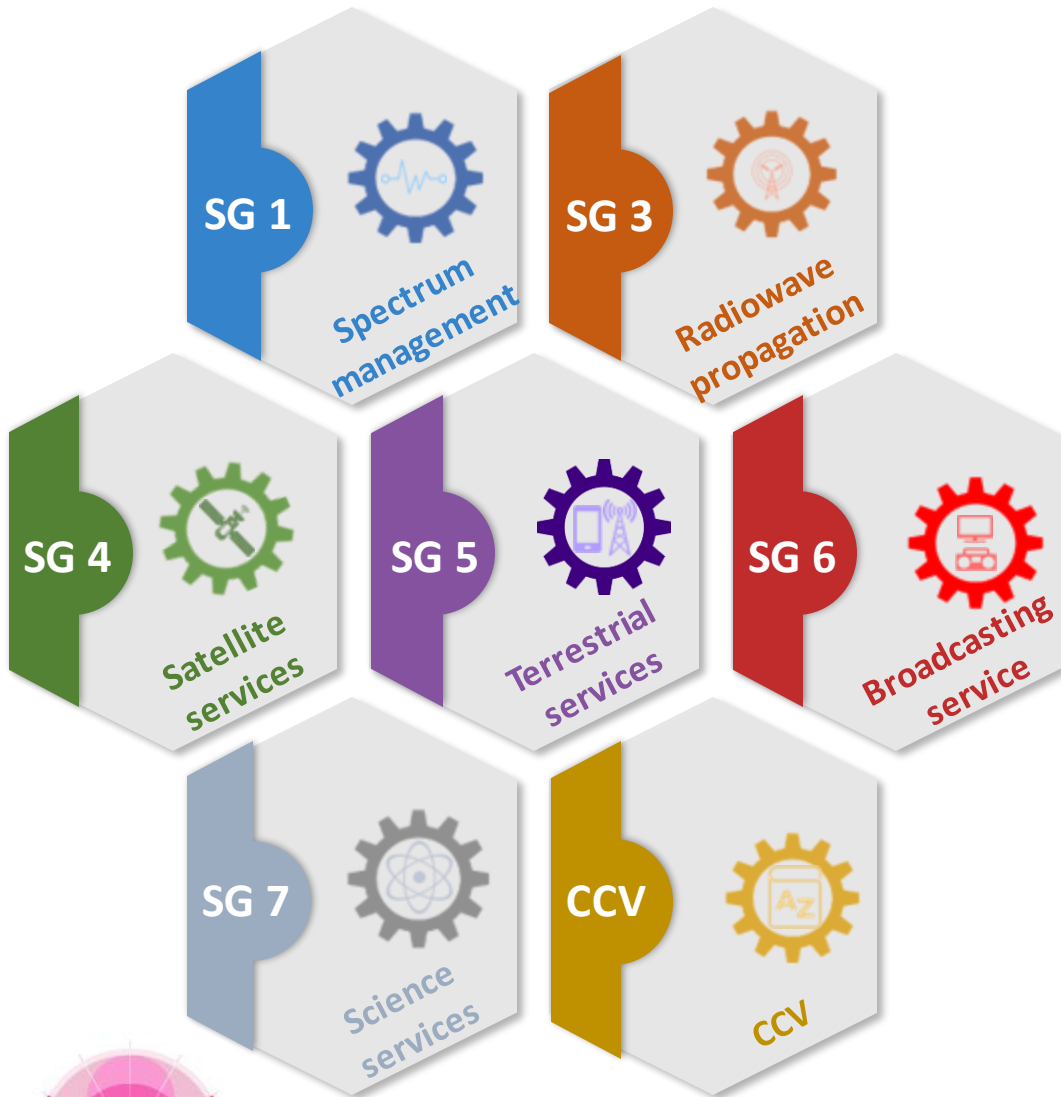 SG 1
Spectrum
management
SG 3
Radiowave
propagation
SG 4
Satellite
services
SG 5
Terrestrial
services
SG 6
Broadcasting
service
SG 7
Science
services
CCV
AZ
CCV